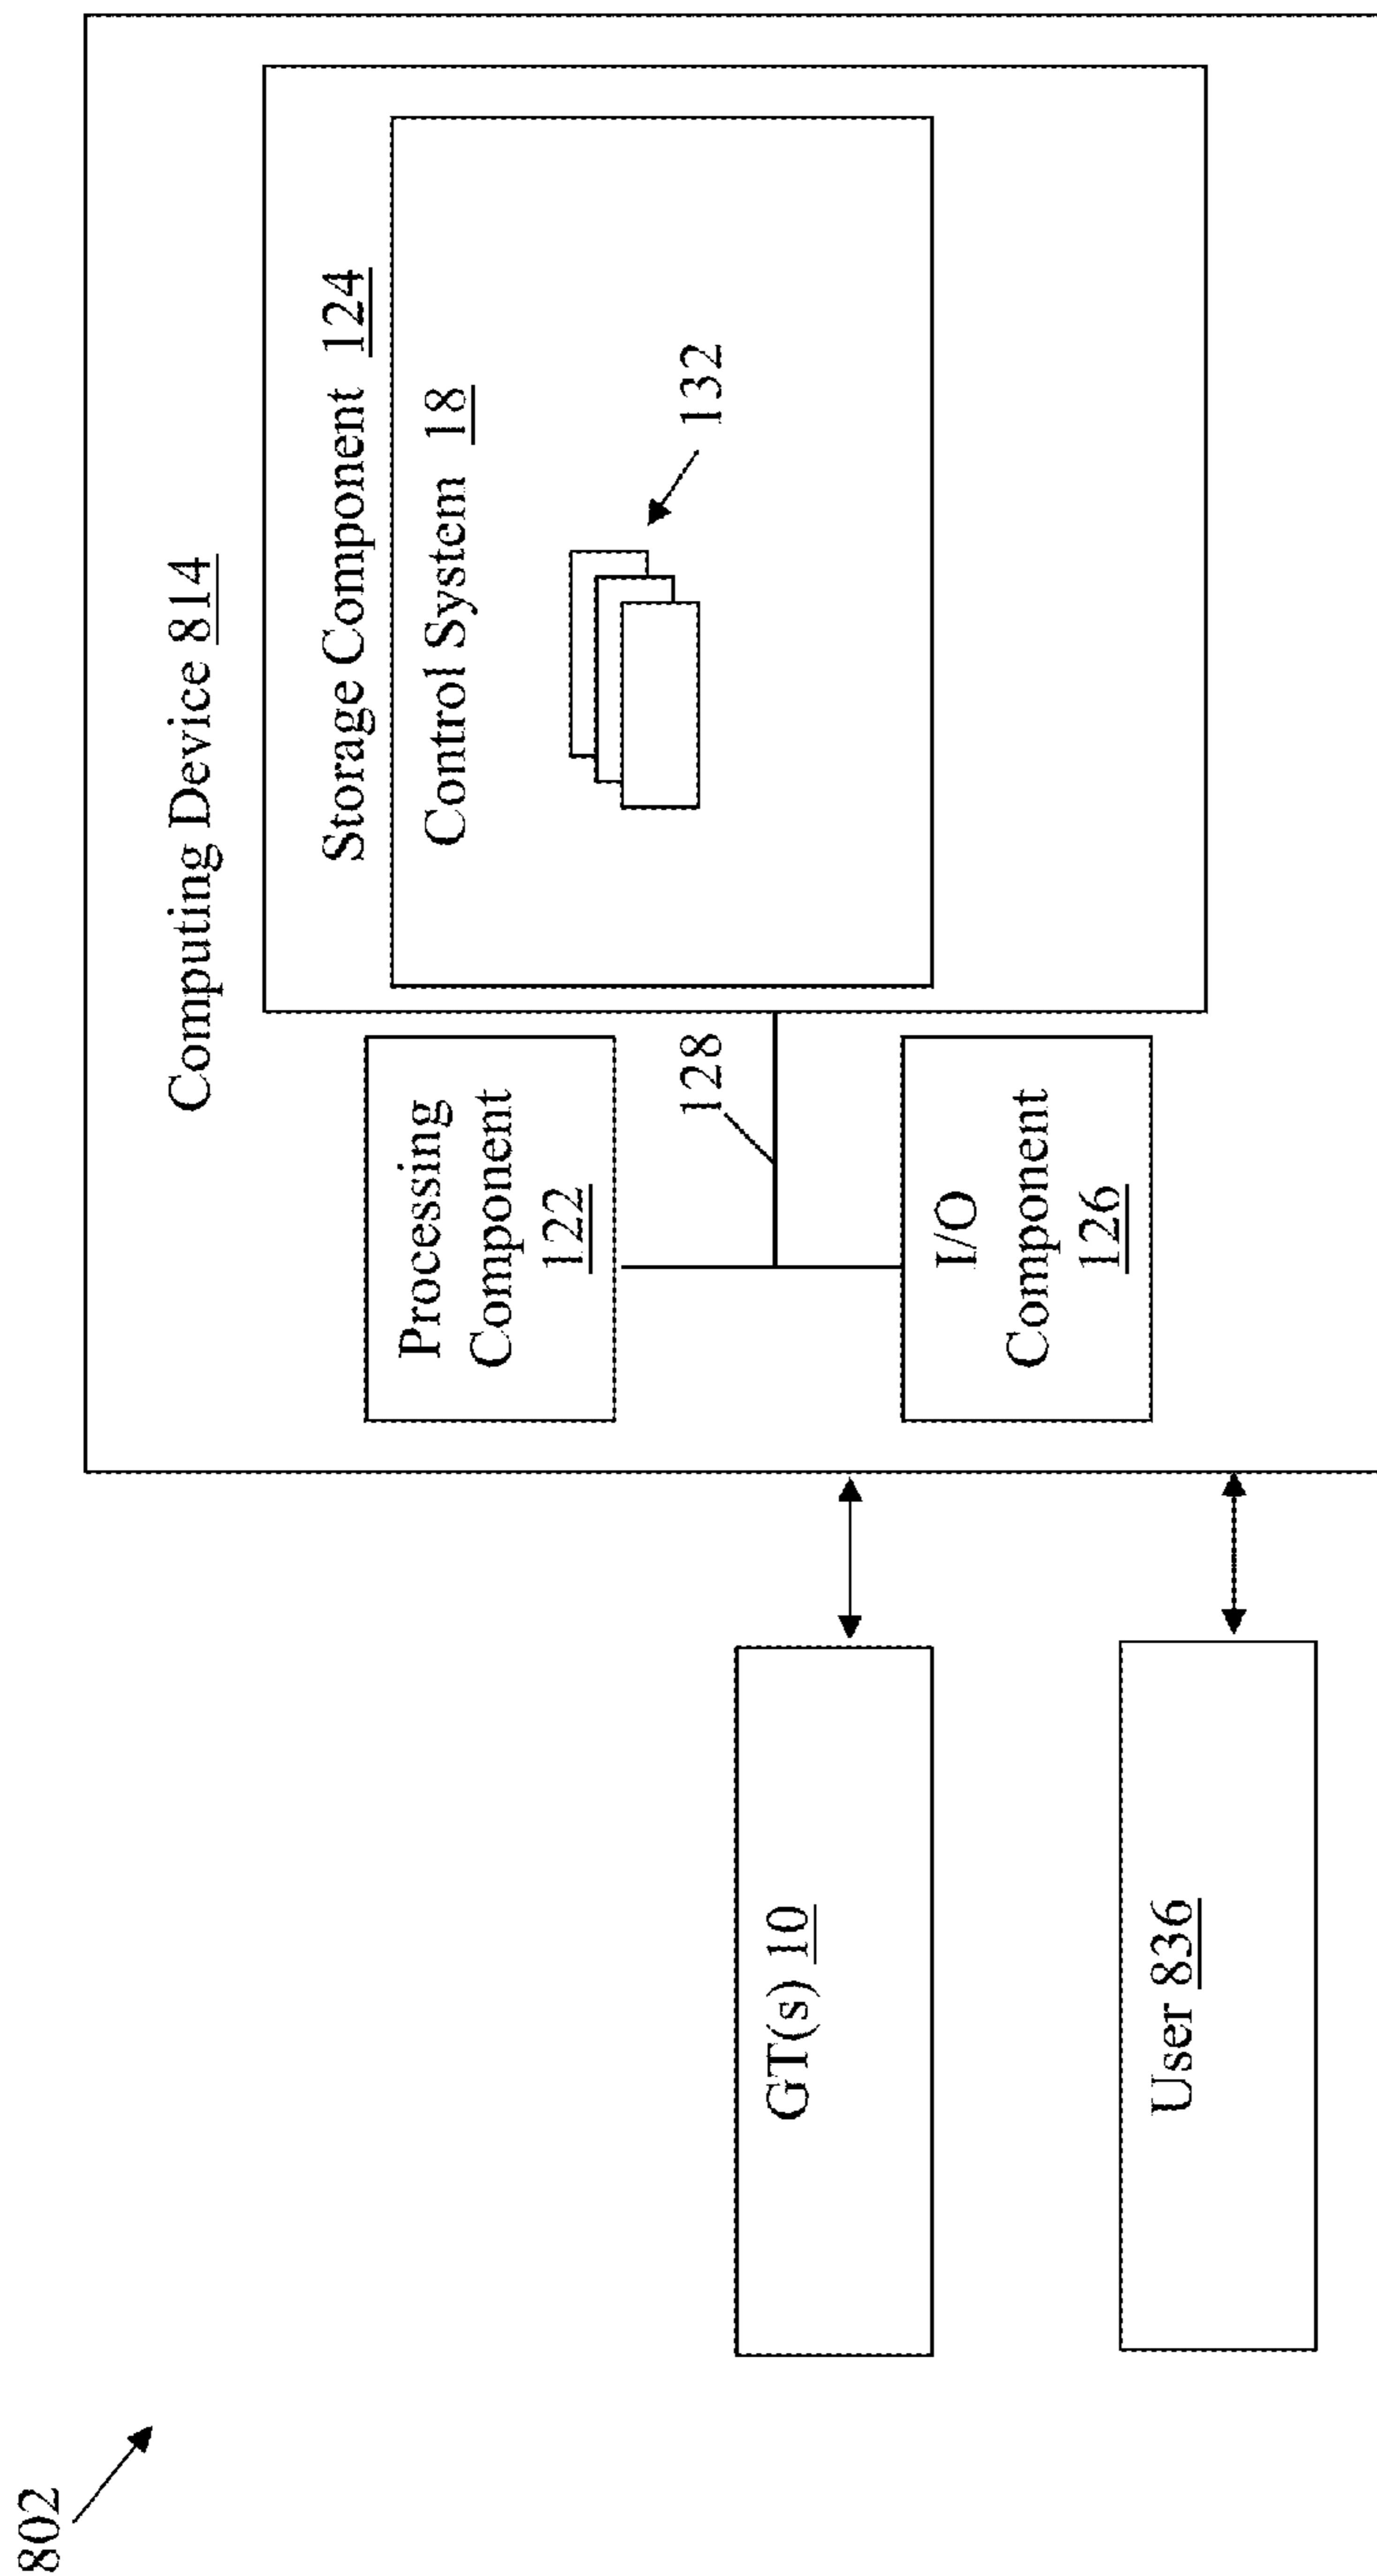 802
Computing Device 814
Storage Component 124
Control System 18
132
Processing
Component
122
128
I/O
Component
126
GT(s) 10
User 836